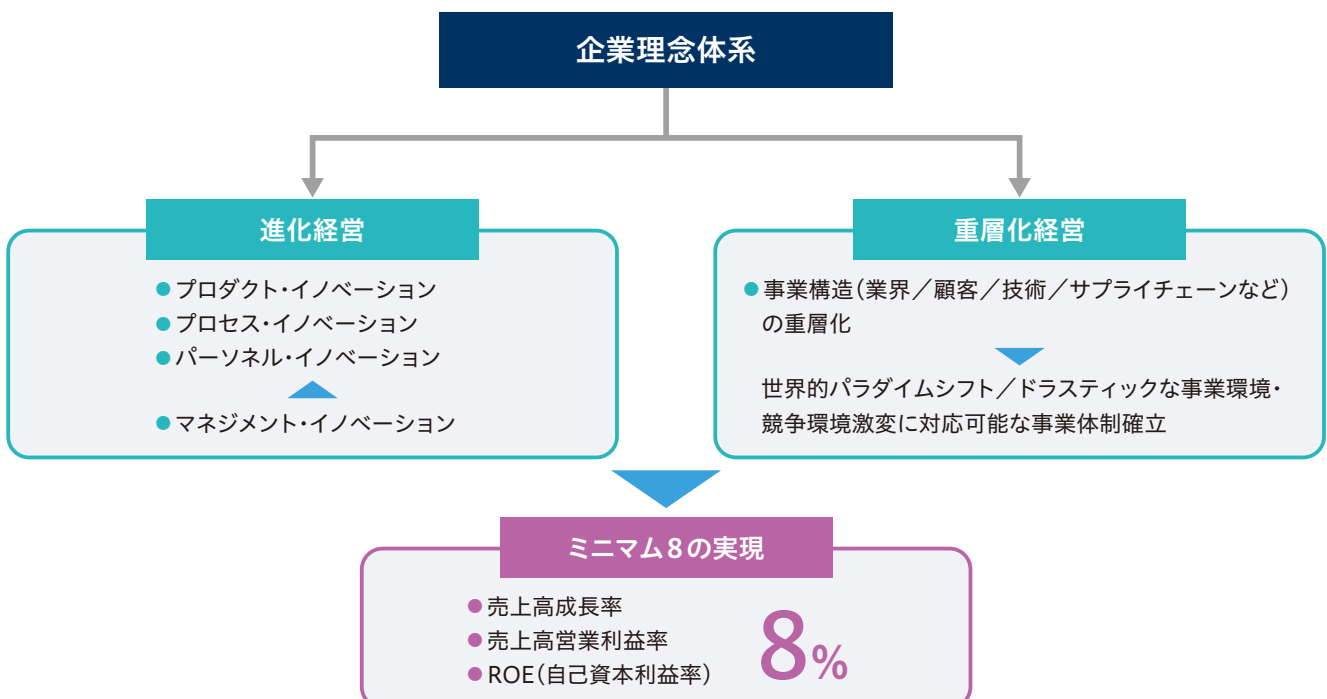 企業理念体系
進化経営
●プロダクト・イノベーション
●プロセス・イノベーション
●パーソネル・イノベーション
●マネジメント・イノベーション
重層化経営
●事業構造(業界／顧客／技術／サプライチェーンなど)
の重層化
世界的パラダイムシフト／ドラスティックな事業環境・
競争環境激変に対応可能な事業体制確立
ミニマム8の実現
●売上高成長率
●売上高営業利益率
●ROE(自己資本利益率)
8%